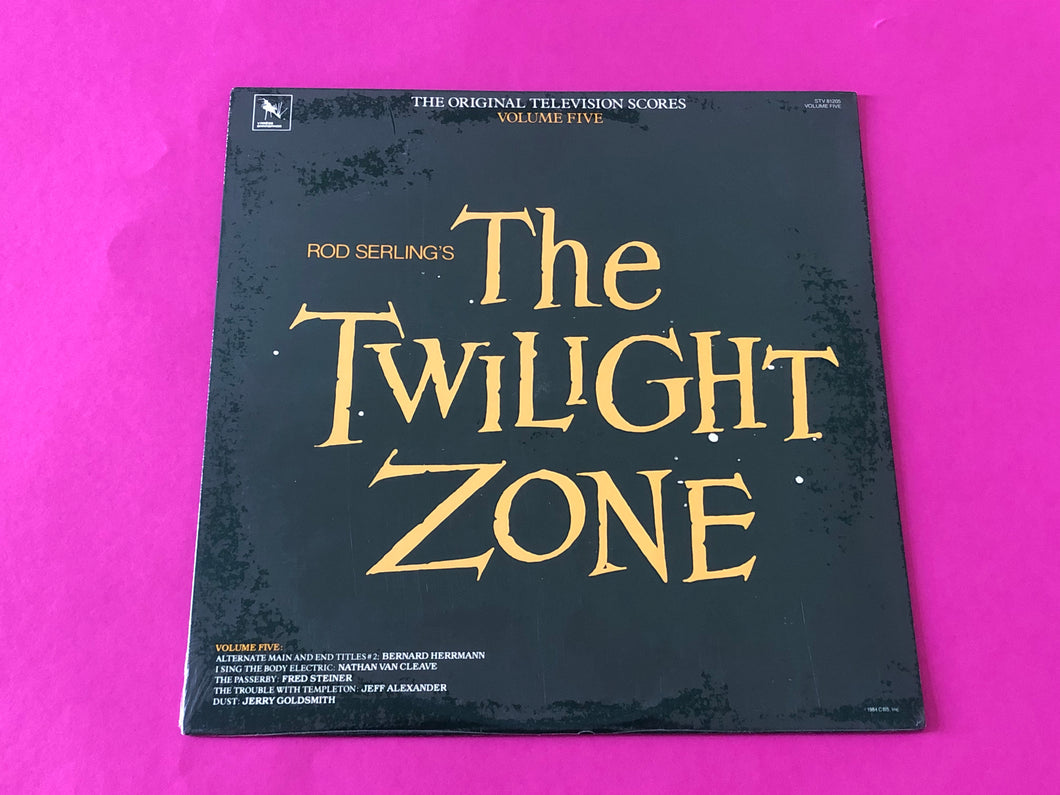 THE ORIGINAL TELEVISION SCORES
VOLUME FIVE
STV 81205
VOLUME FIVE
ROD SERLING'S
The
TWILIGHT
ZONE
VOLUME FIVE:
ALTERNATE MAIN AND END TITLES #2: BERNARD HERRMANN
I SING THE BODY ELECTRIC: NATHAN VAN CLEAVE
THE PASSERBY: FRED STEINER
THE TROUBLE WITH TEMPLETON: JEFF ALEXANDER
DUST: JERRY GOLDSMITH
1984 CBS, Inc.